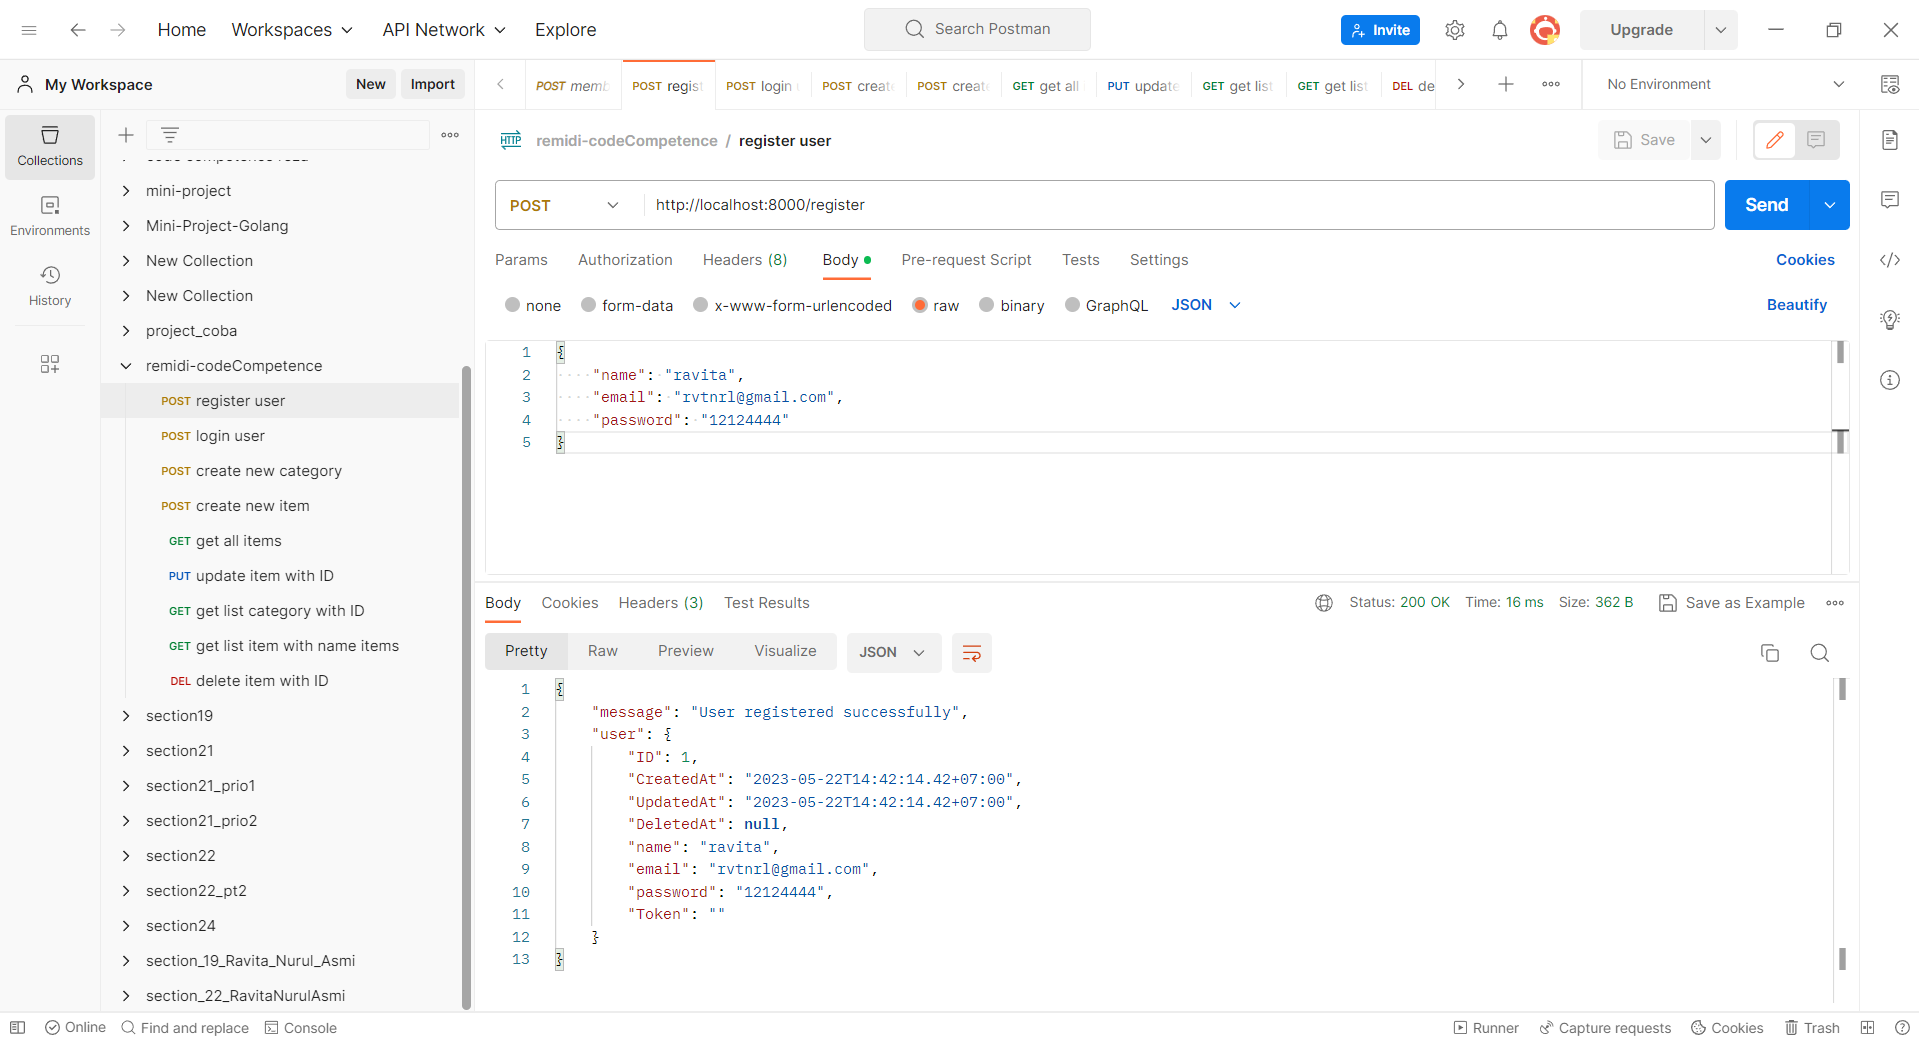 Home Workspaces API Network Explore Search Postman Invite Upgrade
My Workspace New Import
POST memb POST regist POST login POST creat POST creat GET get all PUT update GET get list GET get list DEL de No Environment
Collections
Environments
History
mini-project
Mini-Project-Golang
New Collection
New Collection
project_coba
remidi-codeCompetence
POST register user
POST login user
POST create new category
POST create new item
GET get all items
PUT update item with ID
GET get list category with ID
GET get list item with name items
DEL delete item with ID
section19
section21
section21_prio1
section21_prio2
section22
section22_pt2
section24
section_19_Ravita_Nurul_Asmi
section_22_RavitaNurulAsmi
HTTP remidi-codeCompetence / register user Save
POST http://localhost:8000/register Send
Params Authorization Headers (8) Body Pre-request Script Tests Settings Cookies
none form-data x-www-form-urlencoded raw binary GraphQL JSON Beautify
1 {
2 "name": "ravita",
3 "email": "rvtnrl@gmail.com",
4 "password": "12124444"
5 }
Body Cookies Headers (3) Test Results Status: 200 OK Time: 16 ms Size: 362 B Save as Example
Pretty Raw Preview Visualize JSON
1 {
2 "message": "User registered successfully",
3 "user": {
4 "ID": 1,
5 "CreatedAt": "2023-05-22T14:42:14.42+07:00",
6 "UpdatedAt": "2023-05-22T14:42:14.42+07:00",
7 "DeletedAt": null,
8 "name": "ravita",
9 "email": "rvtnrl@gmail.com",
10 "password": "12124444",
11 "Token": ""
12 }
13 }
Online Find and replace Console Runner Capture requests Cookies Trash